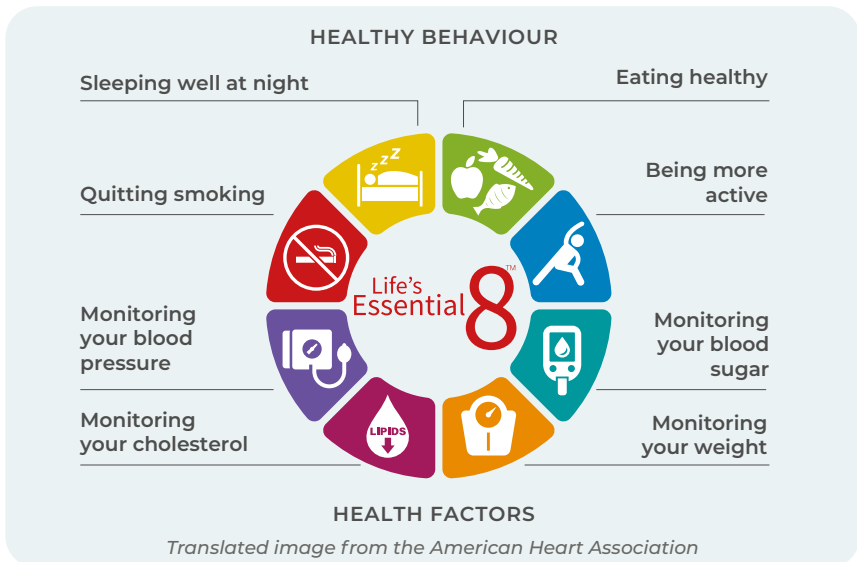 HEALTHY BEHAVIOUR
Sleeping well at night
Eating healthy
Quitting smoking
Being more
active
zzz
Life's
Essential 8™
Monitoring
your blood
pressure
Monitoring
your blood
sugar
Monitoring
your cholesterol
LIPIDS
Monitoring
your weight
HEALTH FACTORS
Translated image from the American Heart Association